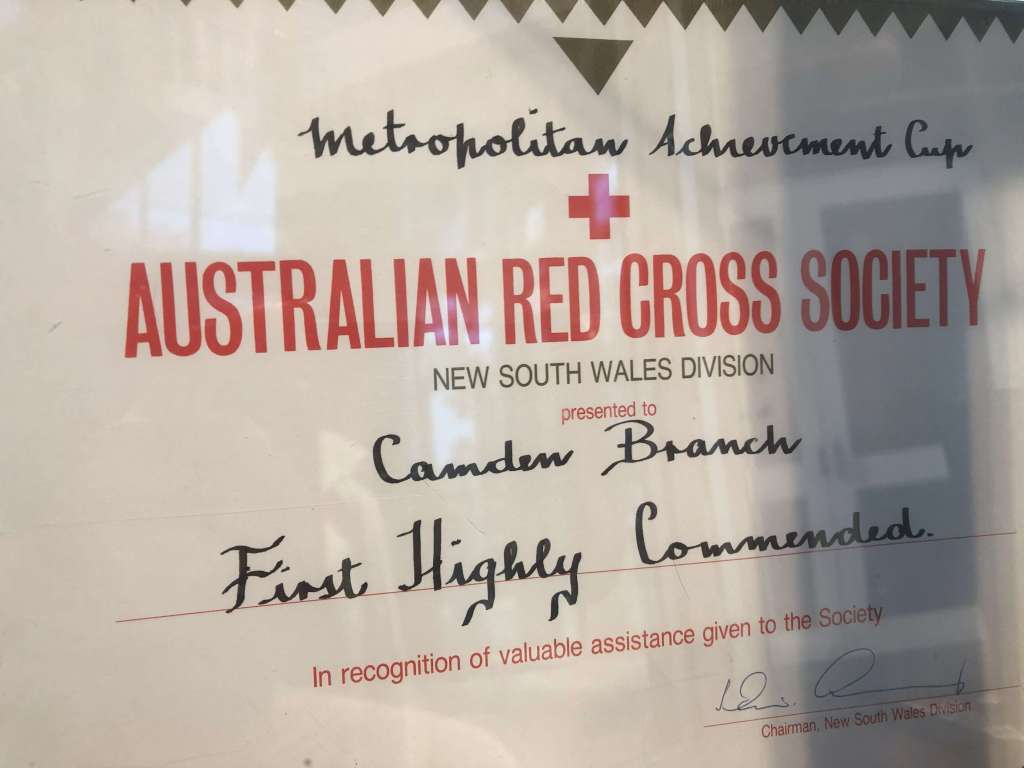 Metropolitan Achievement Cup
AUSTRALIAN RED CROSS SOCIETY
NEW SOUTH WALES DIVISION
presented to
Camden Branch
First Highly Commended.
In recognition of valuable assistance given to the Society
Chairman, New South Wales Division